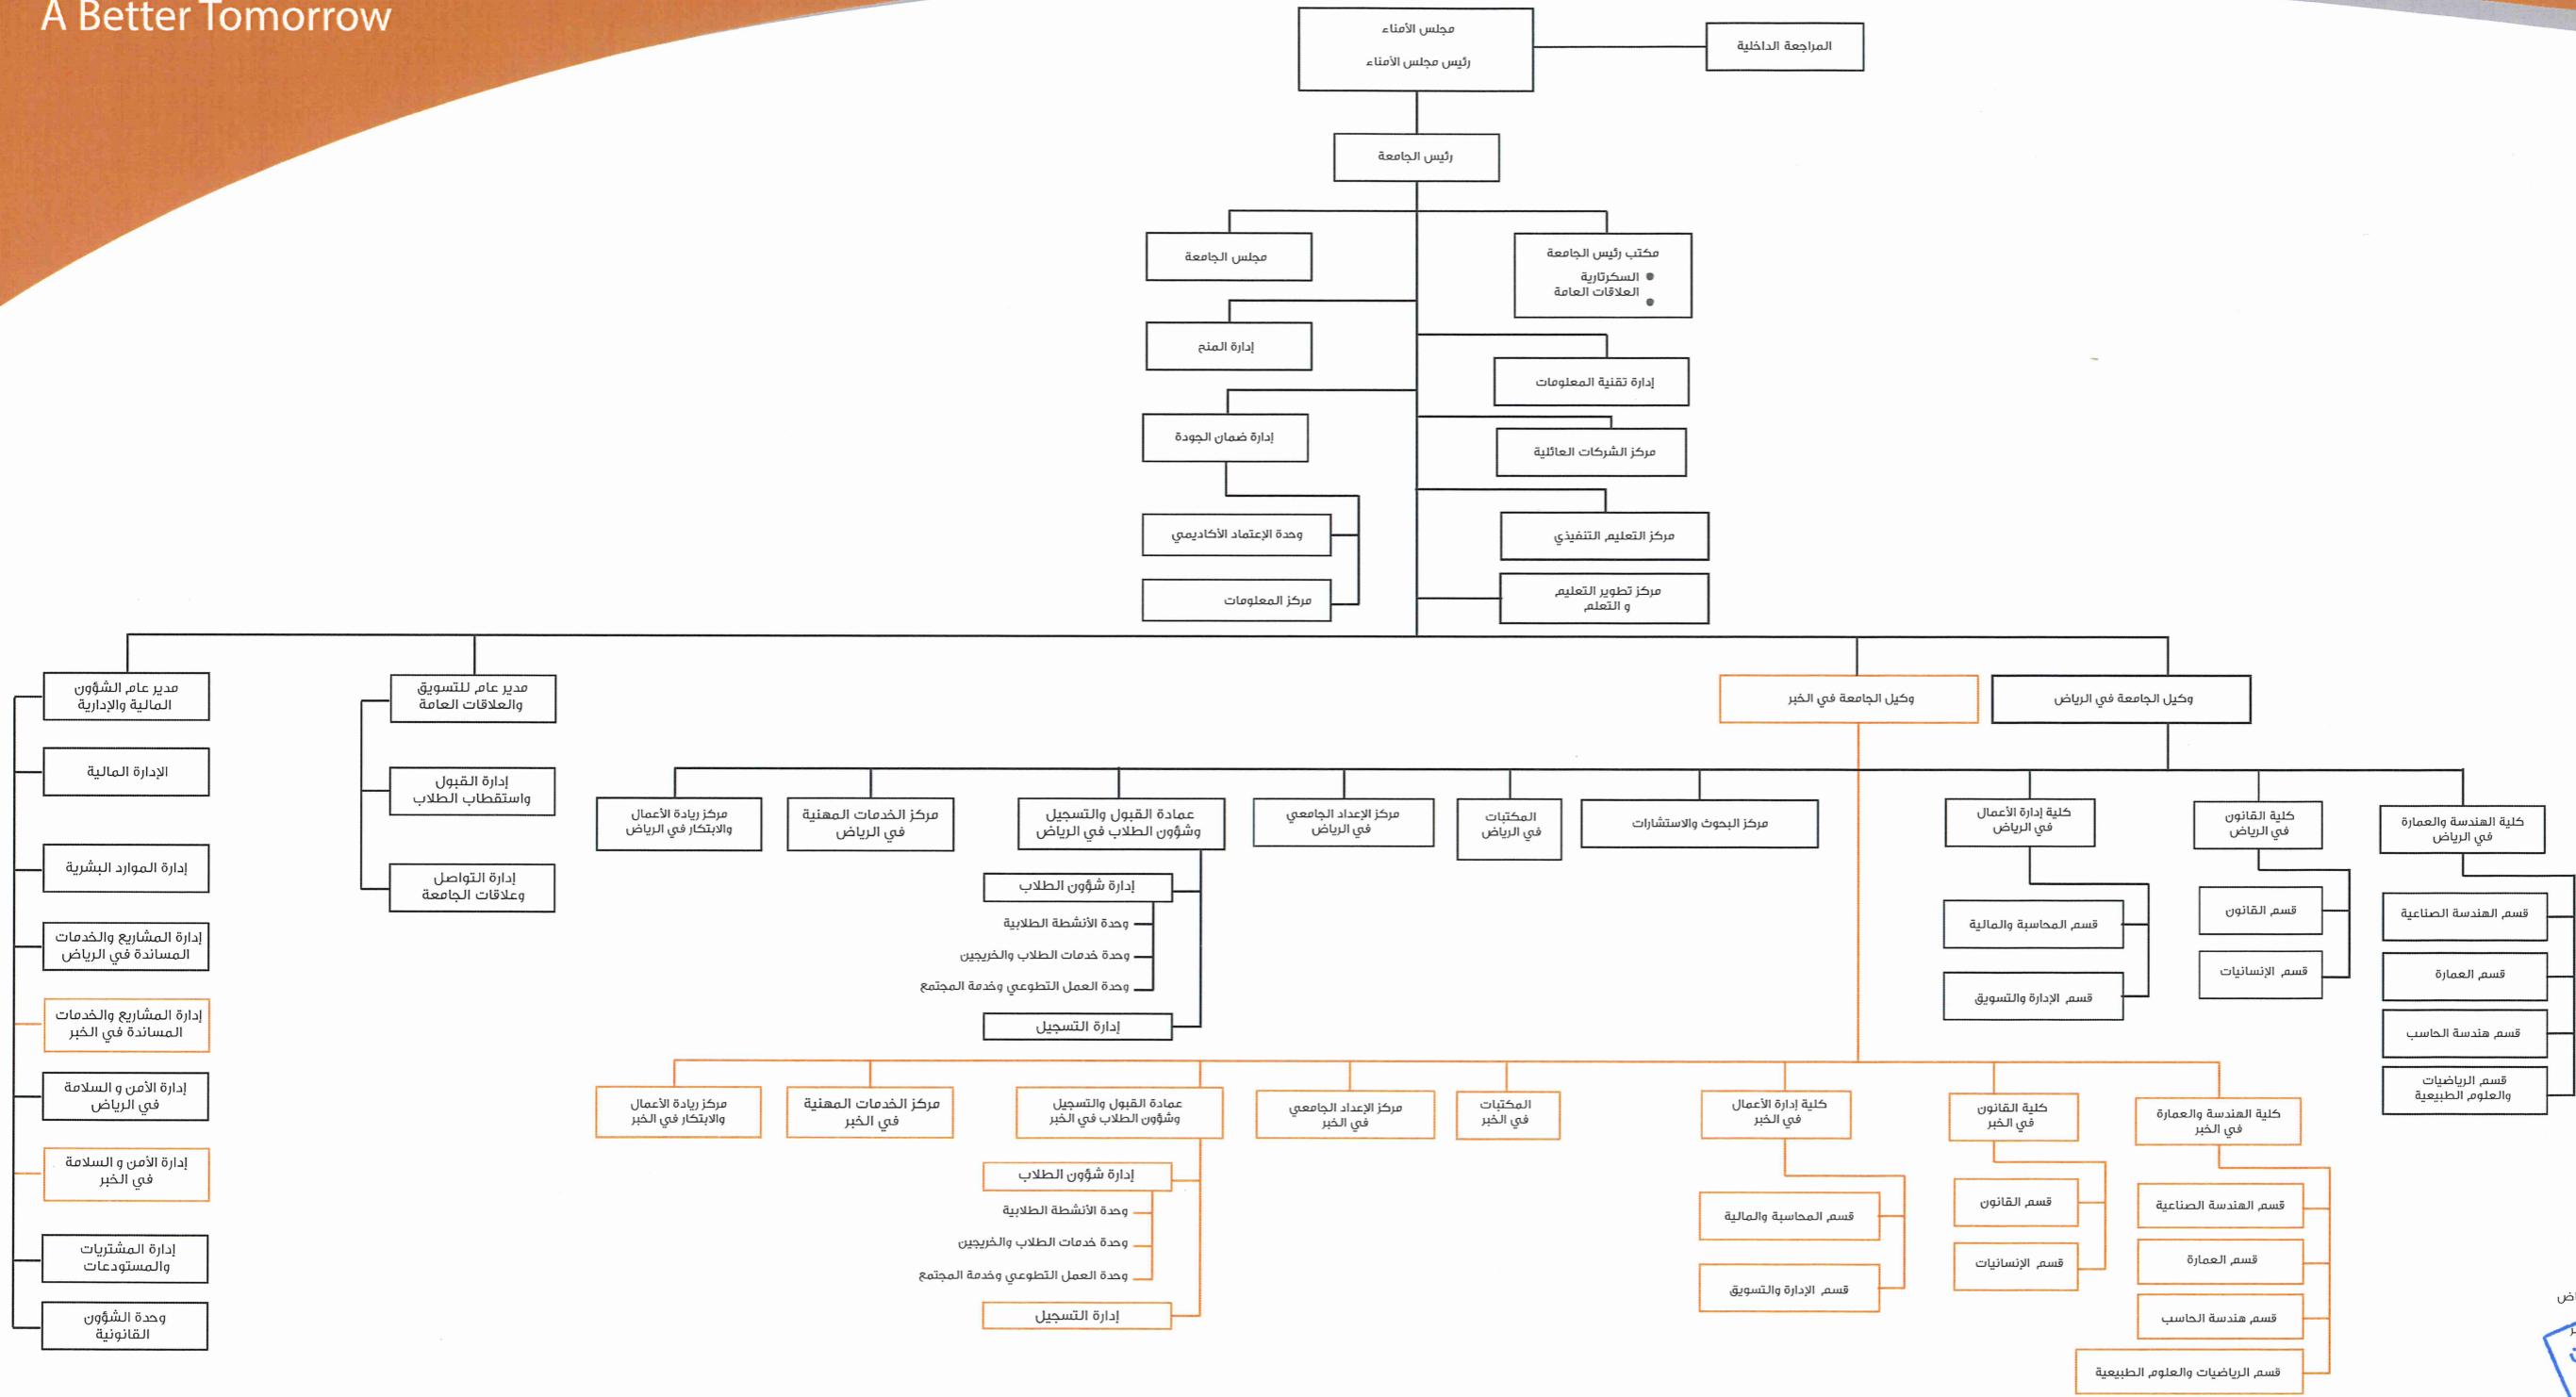 A Better Tomorrow
مجلس الأمناء
رئيس مجلس الأمناء
المراجعة الداخلية
رئيس الجامعة
مكتب رئيس الجامعة
السكرتارية
العلاقات العامة
مجلس الجامعة
إدارة المنح
إدارة تقنية المعلومات
إدارة ضمان الجودة
مركز الشركات العائلية
وحدة الإعتماد الأكاديمي
مركز التعليم التنفيذي
مركز المعلومات
مركز تطوير التعليم
و التعلم
وكيل الجامعة في الرياض
وكيل الجامعة في الخبر
مدير عام للتسويق
والعلاقات العامة
مدير عام الشؤون
المالية والإدارية
كلية الهندسة والعمارة
في الرياض
كلية القانون
في الرياض
كلية إدارة الأعمال
في الرياض
مركز البحوث والاستشارات
المكتبات
في الرياض
مركز الإعداد الجامعي
في الرياض
عمادة القبول والتسجيل
وشؤون الطلاب في الرياض
مركز الخدمات المهنية
في الرياض
مركز ريادة الأعمال
والابتكار في الرياض
قسم الهندسة الصناعية
قسم العمارة
قسم هندسة الحاسب
قسم الرياضيات
والعلوم الطبيعية
قسم القانون
قسم الإنسانيات
قسم المحاسبة والمالية
قسم الإدارة والتسويق
إدارة شؤون الطلاب
وحدة الأنشطة الطلابية
وحدة خدمات الطلاب والخريجين
وحدة العمل التطوعي وخدمة المجتمع
إدارة التسجيل
إدارة القبول
واستقطاب الطلاب
إدارة التواصل
وعلاقات الجامعة
الإدارة المالية
إدارة الموارد البشرية
إدارة المشاريع والخدمات
المساندة في الرياض
إدارة المشاريع والخدمات
المساندة في الخبر
إدارة الأمن و السلامة
في الرياض
إدارة الأمن و السلامة
في الخبر
إدارة المشتريات
والمستودعات
وحدة الشؤون
القانونية
كلية الهندسة والعمارة
في الخبر
كلية القانون
في الخبر
كلية إدارة الأعمال
في الخبر
المكتبات
في الخبر
مركز الإعداد الجامعي
في الخبر
عمادة القبول والتسجيل
وشؤون الطلاب في الخبر
مركز الخدمات المهنية
في الخبر
مركز ريادة الأعمال
والابتكار في الخبر
قسم الهندسة الصناعية
قسم العمارة
قسم هندسة الحاسب
قسم الرياضيات والعلوم الطبيعية
قسم القانون
قسم الإنسانيات
قسم المحاسبة والمالية
قسم الإدارة والتسويق
إدارة شؤون الطلاب
وحدة الأنشطة الطلابية
وحدة خدمات الطلاب والخريجين
وحدة العمل التطوعي وخدمة المجتمع
إدارة التسجيل